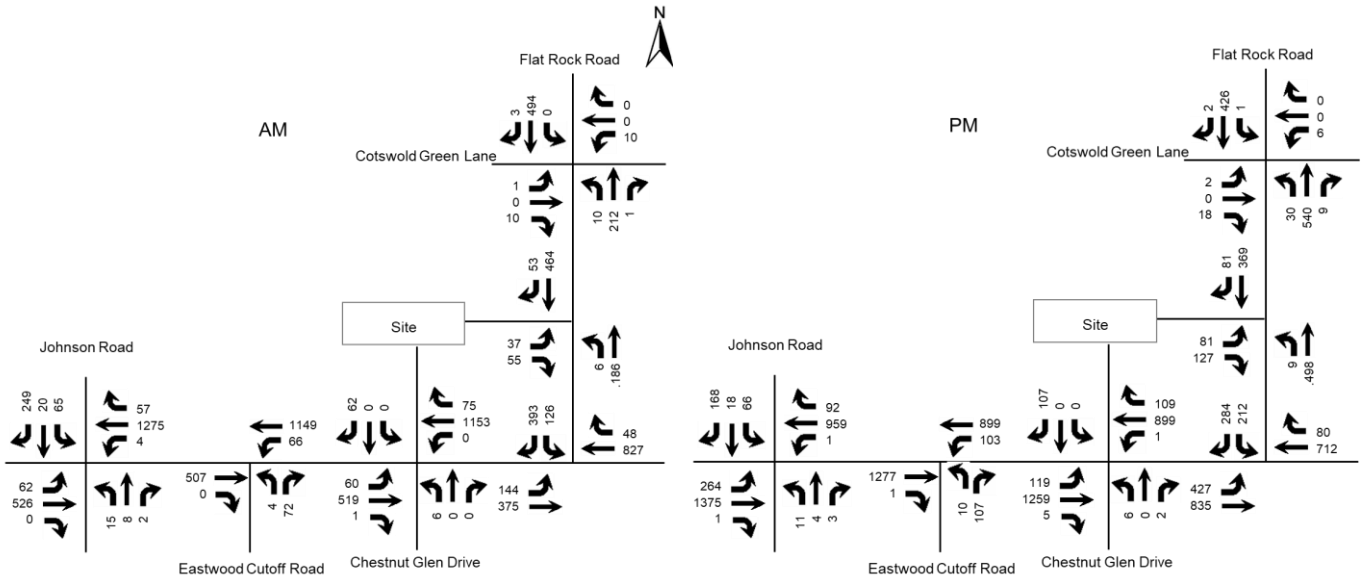 N
Flat Rock Road
AM
3 494 0
0
0
10
Cotswold Green Lane
1
0
10
10 212 1
53 464
Site
37
55
6 .186
Johnson Road
249 20 65
57
1275
4
1149
66
62 0 0
75
1153
0
393 126
48
827
62
526
0
15 8 2
507
0
4 72
60
519
1
6 0 0
144
375
Eastwood Cutoff Road
Chestnut Glen Drive
Flat Rock Road
PM
2 426 1
0
0
6
Cotswold Green Lane
2
0
18
30 540 9
81 369
Site
81
127
9 .498
Johnson Road
168 18 66
92
959
1
899
103
107 0 0
109
899
1
284 212
80
712
264
1375
1
11 4 3
1277
1
10 107
119
1259
5
6 0 2
427
835
Eastwood Cutoff Road
Chestnut Glen Drive